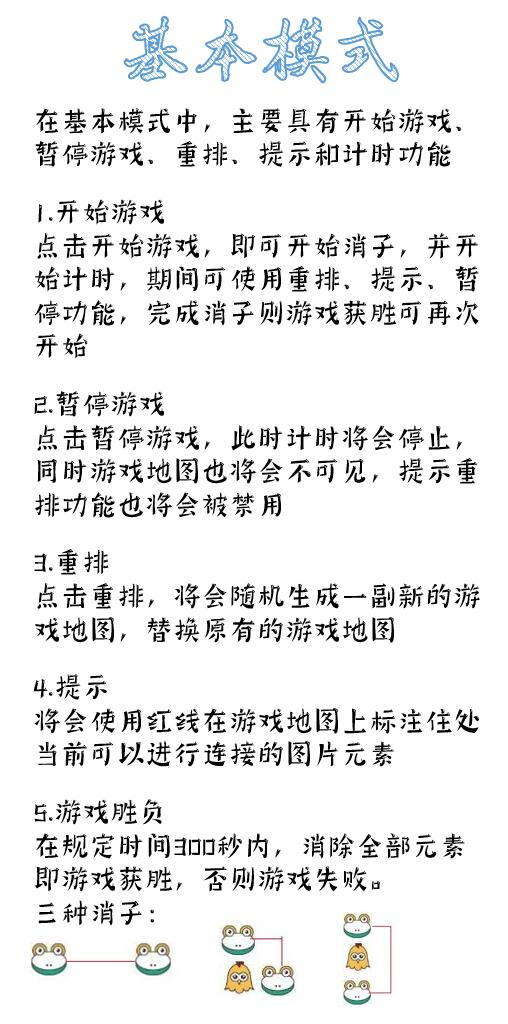 基本模式
在基本模式中，主要具有开始游戏、
暂停游戏、重排、提示和计时功能
1.开始游戏
点击开始游戏，即可开始消子，并开
始计时，期间可使用重排、提示、暂
停功能，完成消子则游戏获胜可再次
开始
2.暂停游戏
点击暂停游戏，此时计时将会停止，
同时游戏地图也将会不可见，提示重
排功能也将会被禁用
3.重排
点击重排，将会随机生成一副新的游
戏地图，替换原有的游戏地图
4.提示
将会使用红线在游戏地图上标注住处
当前可以进行连接的图片元素
5.游戏胜负
在规定时间300秒内，消除全部元素
即游戏获胜，否则游戏失败。
三种消子：